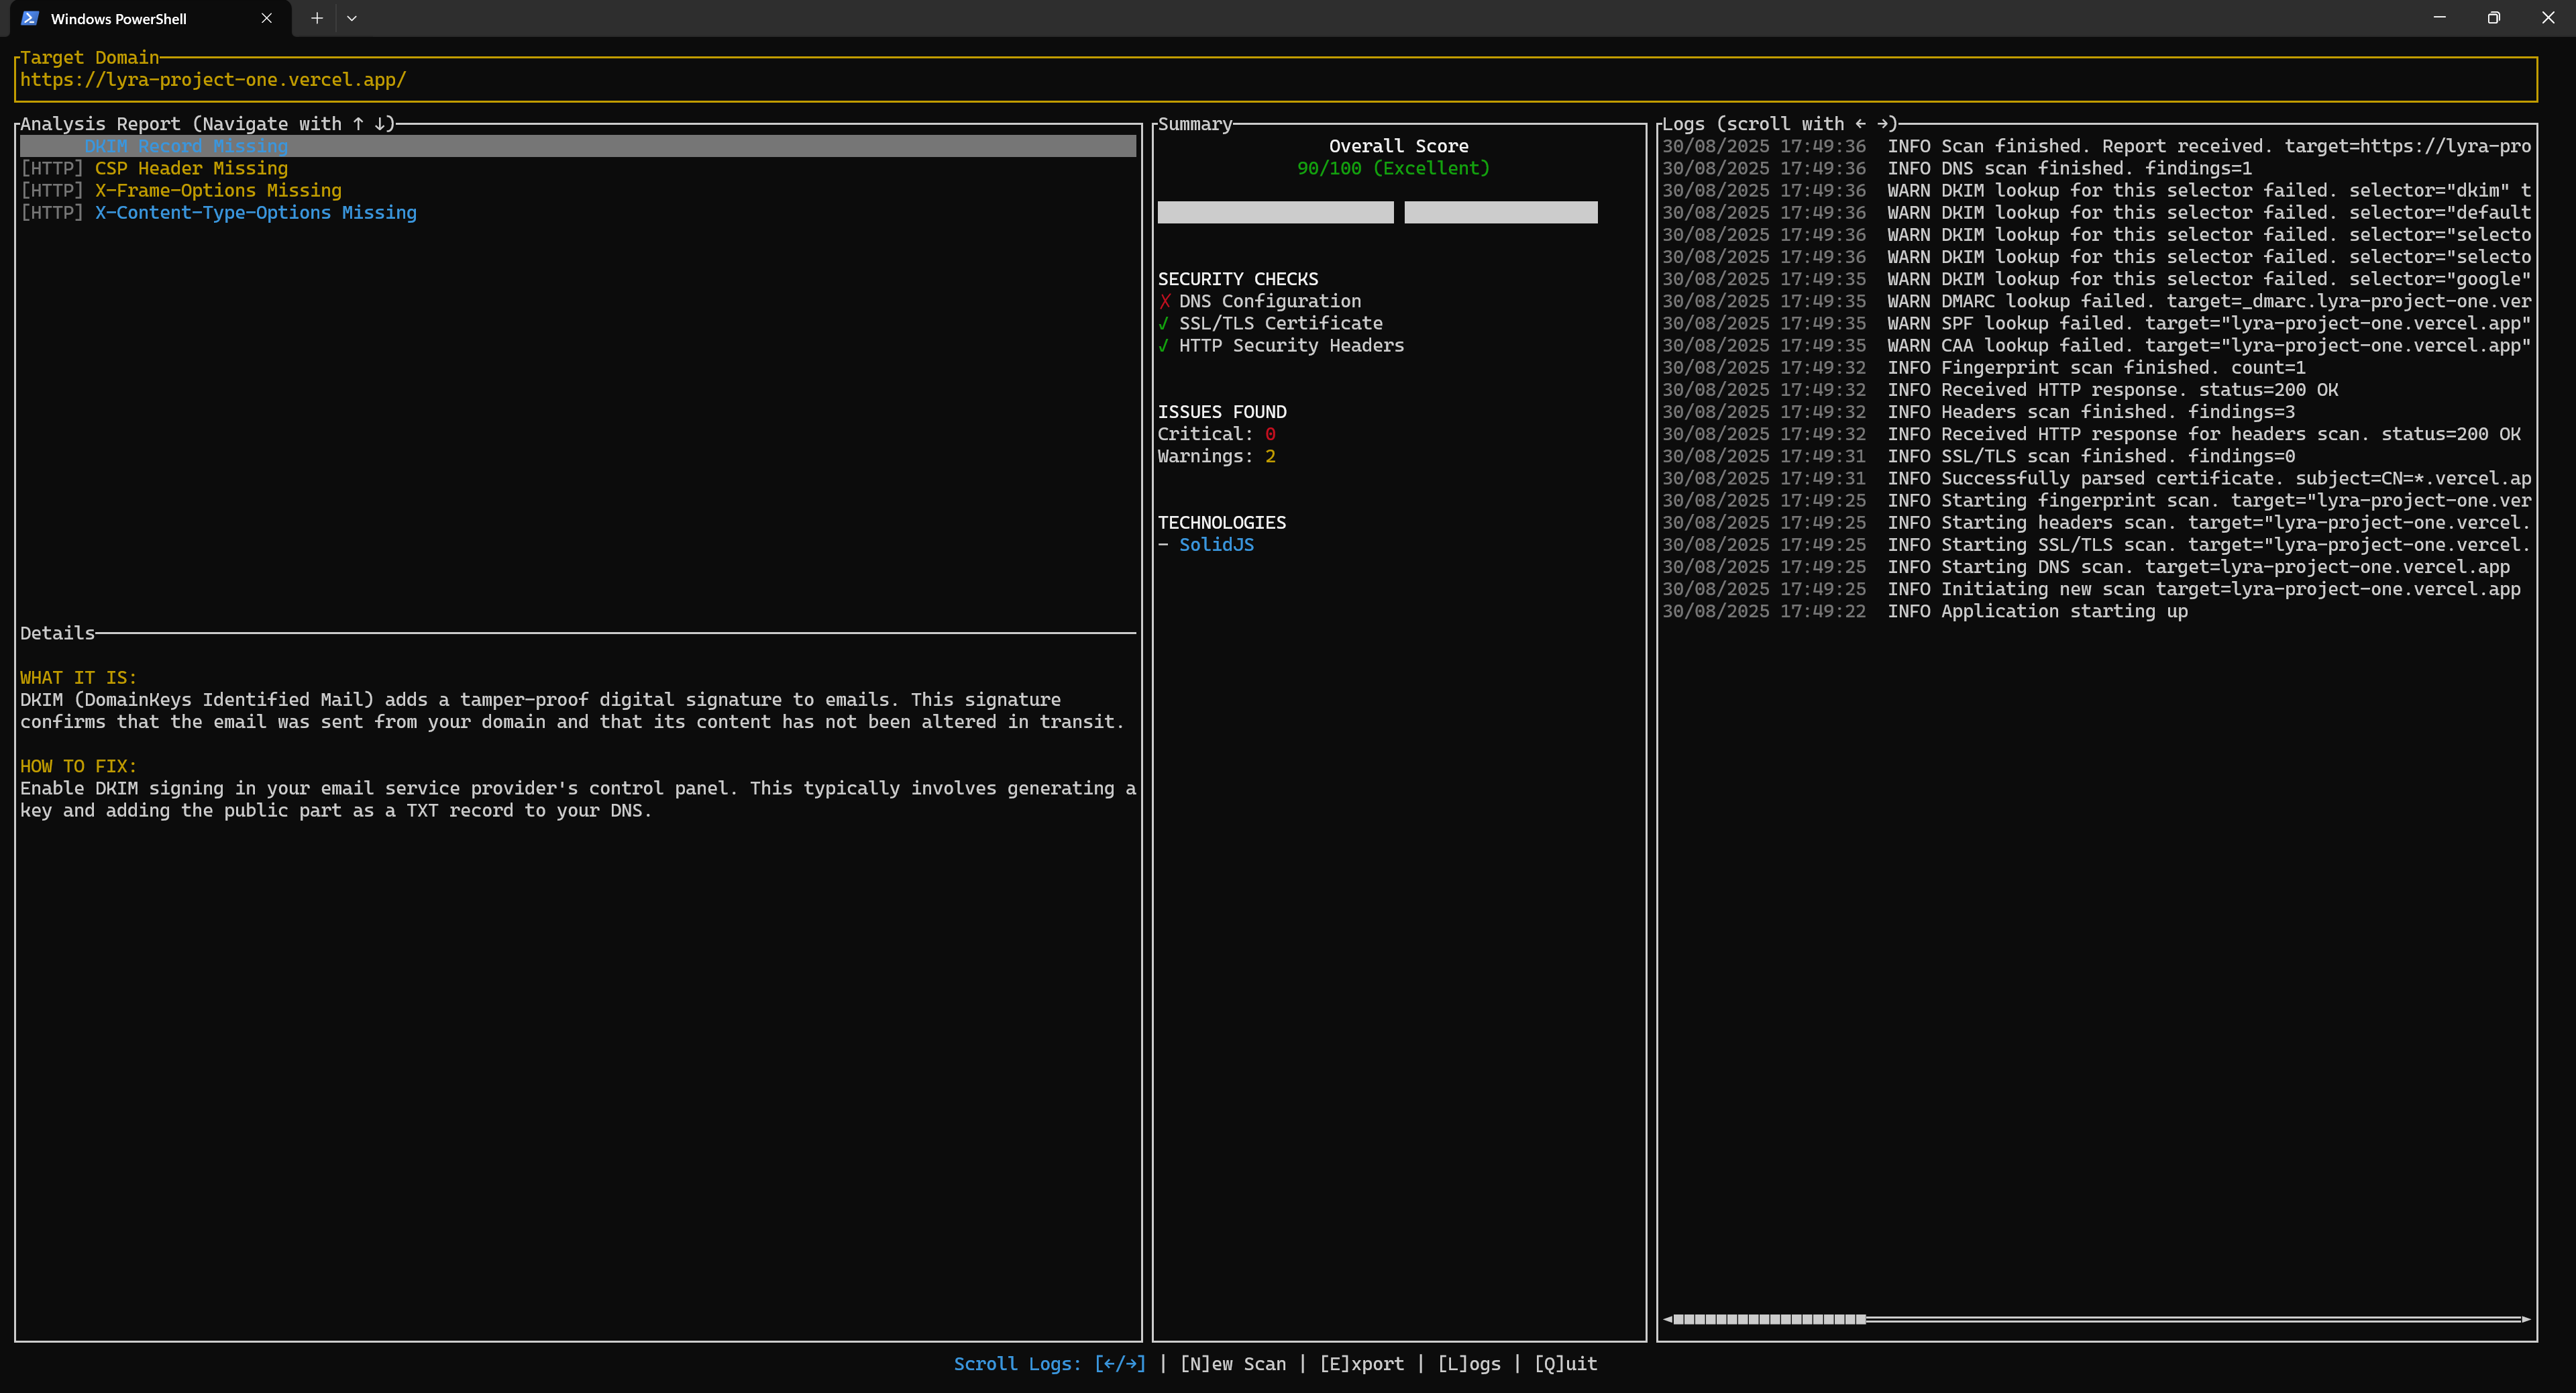 Windows PowerShell
Target Domain
https://lyra-project-one.vercel.app/
Analysis Report (Navigate with ↑ ↓)
DKIM Record Missing
[HTTP] CSP Header Missing
[HTTP] X-Frame-Options Missing
[HTTP] X-Content-Type-Options Missing
Details
WHAT IT IS:
DKIM (DomainKeys Identified Mail) adds a tamper-proof digital signature to emails. This signature
confirms that the email was sent from your domain and that its content has not been altered in transit.
HOW TO FIX:
Enable DKIM signing in your email service provider's control panel. This typically involves generating a
key and adding the public part as a TXT record to your DNS.
Summary
Overall Score
90/100 (Excellent)
SECURITY CHECKS
✗ DNS Configuration
✓ SSL/TLS Certificate
✓ HTTP Security Headers
ISSUES FOUND
Critical: 0
Warnings: 2
TECHNOLOGIES
- SolidJS
Logs (scroll with ← →)
30/08/2025 17:49:36 INFO Scan finished. Report received. target=https://lyra-pro
30/08/2025 17:49:36 INFO DNS scan finished. findings=1
30/08/2025 17:49:36 WARN DKIM lookup for this selector failed. selector="dkim" t
30/08/2025 17:49:36 WARN DKIM lookup for this selector failed. selector="default
30/08/2025 17:49:36 WARN DKIM lookup for this selector failed. selector="selecto
30/08/2025 17:49:36 WARN DKIM lookup for this selector failed. selector="selecto
30/08/2025 17:49:35 WARN DKIM lookup for this selector failed. selector="google"
30/08/2025 17:49:35 WARN DMARC lookup failed. target=_dmarc.lyra-project-one.ver
30/08/2025 17:49:35 WARN SPF lookup failed. target="lyra-project-one.vercel.app"
30/08/2025 17:49:35 WARN CAA lookup failed. target="lyra-project-one.vercel.app"
30/08/2025 17:49:32 INFO Fingerprint scan finished. count=1
30/08/2025 17:49:32 INFO Received HTTP response. status=200 OK
30/08/2025 17:49:32 INFO Headers scan finished. findings=3
30/08/2025 17:49:32 INFO Received HTTP response for headers scan. status=200 OK
30/08/2025 17:49:31 INFO SSL/TLS scan finished. findings=0
30/08/2025 17:49:31 INFO Successfully parsed certificate. subject=CN=*.vercel.ap
30/08/2025 17:49:25 INFO Starting fingerprint scan. target="lyra-project-one.ver
30/08/2025 17:49:25 INFO Starting headers scan. target="lyra-project-one.vercel.
30/08/2025 17:49:25 INFO Starting SSL/TLS scan. target="lyra-project-one.vercel.
30/08/2025 17:49:25 INFO Starting DNS scan. target=lyra-project-one.vercel.app
30/08/2025 17:49:25 INFO Initiating new scan target=lyra-project-one.vercel.app
30/08/2025 17:49:22 INFO Application starting up
Scroll Logs: [←/→] | [N]ew Scan | [E]xport | [L]ogs | [Q]uit